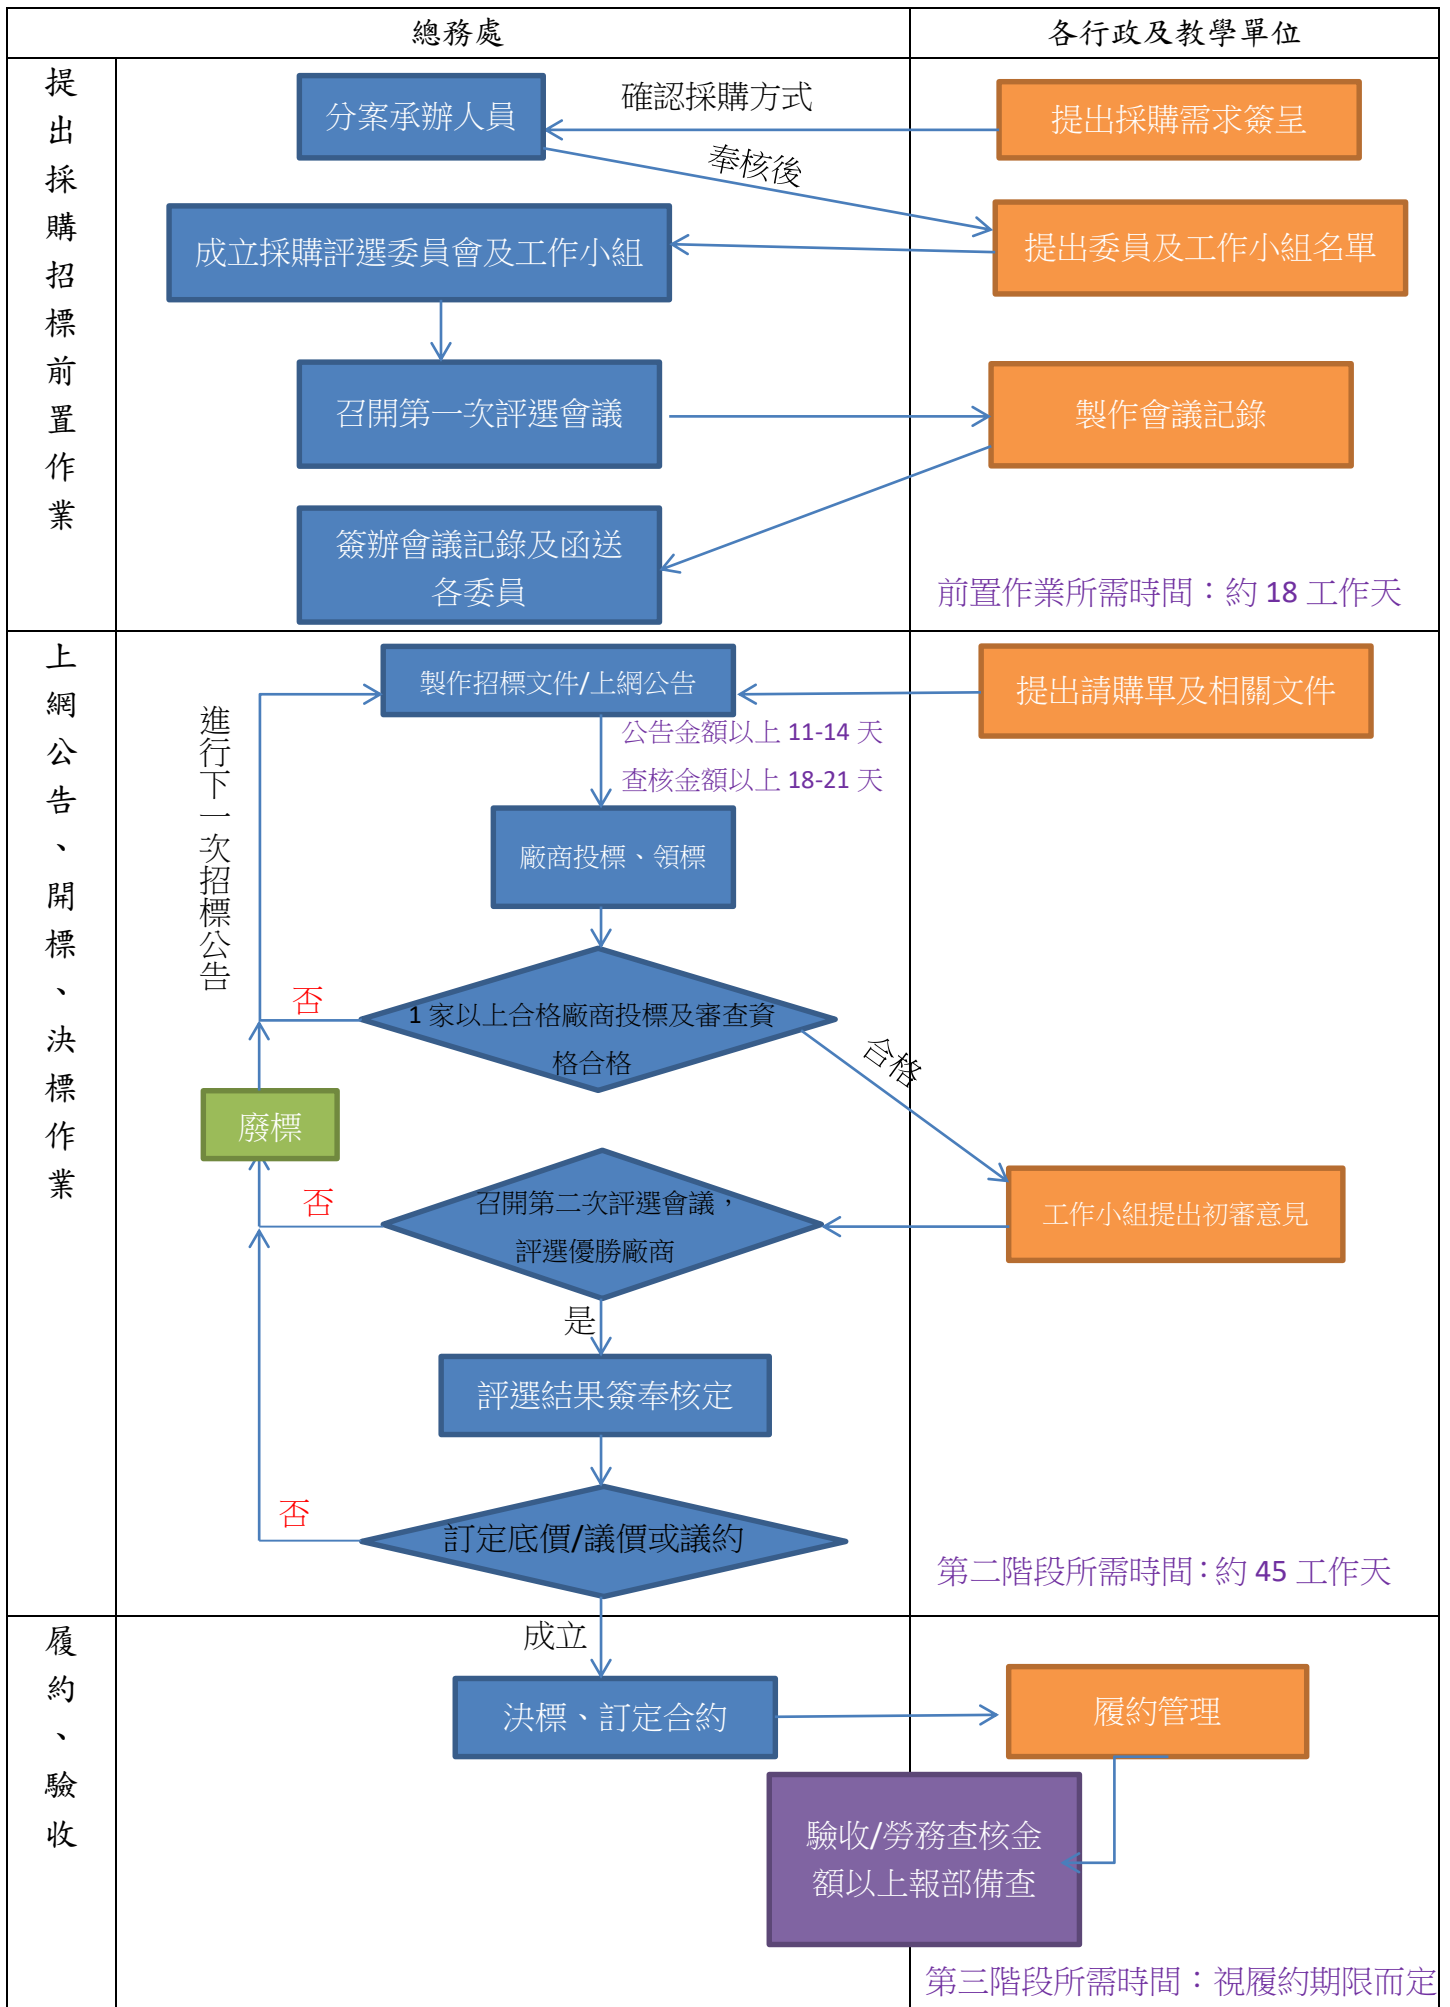 總務處
各行政及教學單位
提出採購招標前置作業
分案承辦人員
確認採購方式
提出採購需求簽呈
奉核後
成立採購評選委員會及工作小組
提出委員及工作小組名單
召開第一次評選會議
製作會議記錄
簽辦會議記錄及函送
各委員
前置作業所需時間：約 18 工作天
上網公告、開標、決標作業
製作招標文件/上網公告
提出請購單及相關文件
進行下一次招標公告
公告金額以上 11-14 天
查核金額以上 18-21 天
廠商投標、領標
否
1 家以上合格廠商投標及審查資
格合格
合格
廢標
否
召開第二次評選會議，
評選優勝廠商
工作小組提出初審意見
是
評選結果簽奉核定
否
訂定底價/議價或議約
第二階段所需時間：約 45 工作天
履約、驗收
成立
決標、訂定合約
履約管理
驗收/勞務查核金
額以上報部備查
第三階段所需時間：視履約期限而定